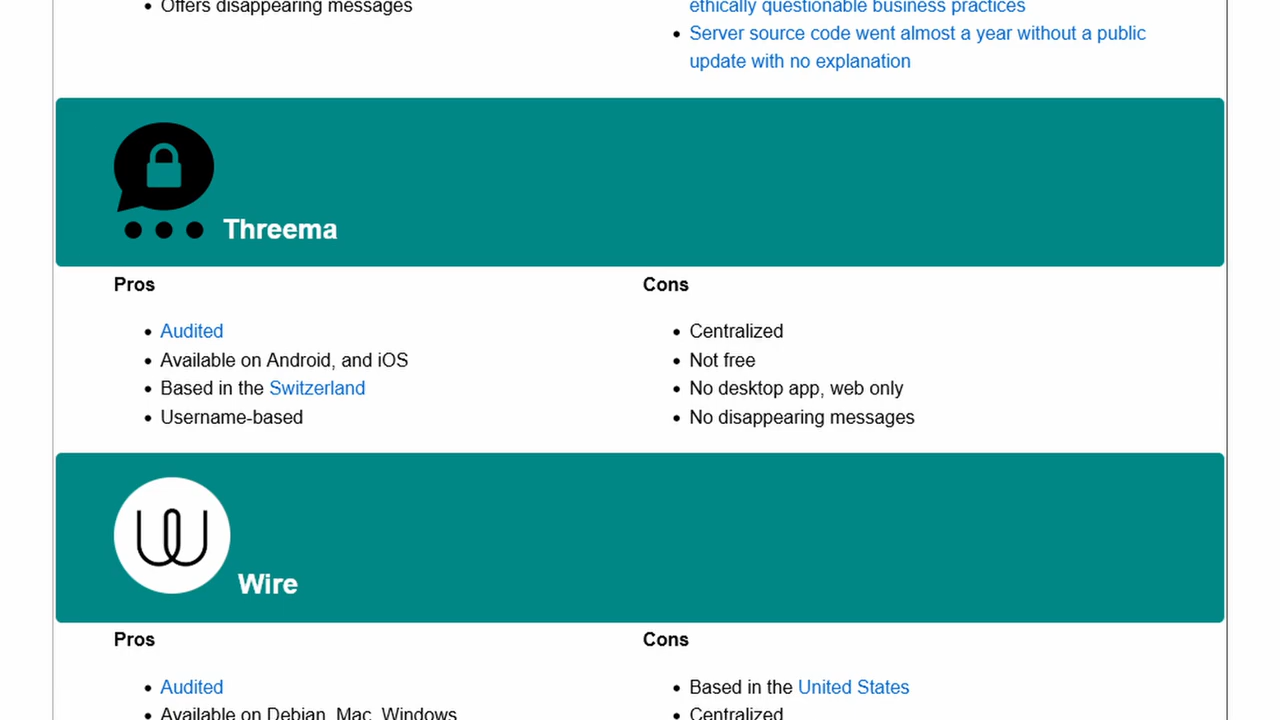 Offers disappearing messages
ethically questionable business practices
Server source code went almost a year without a public
update with no explanation
Threema
Pros
Audited
Available on Android, and iOS
Based in the Switzerland
Username-based
Cons
Centralized
Not free
No desktop app, web only
No disappearing messages
Wire
Pros
Audited
Available on Debian, Mac, Windows
Cons
Based in the United States
Centralized